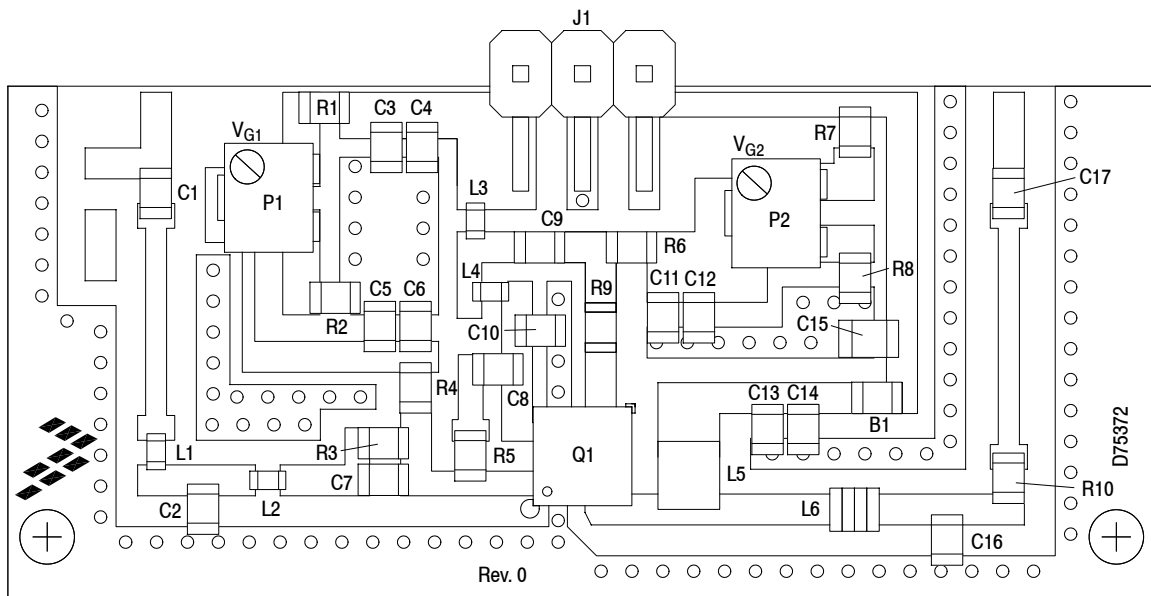 J1
R1
C3 C4
R7
VG1
VG2
C1
P1
L3
C17
P2
C9
R6
R8
L4
C11 C12
R9
R2
C5 C6
C10
C15
R4
C8
C13 C14
B1
D75372
L1
R3
R5
Q1
L5
C7
R10
C2
L2
L6
C16
Rev. 0